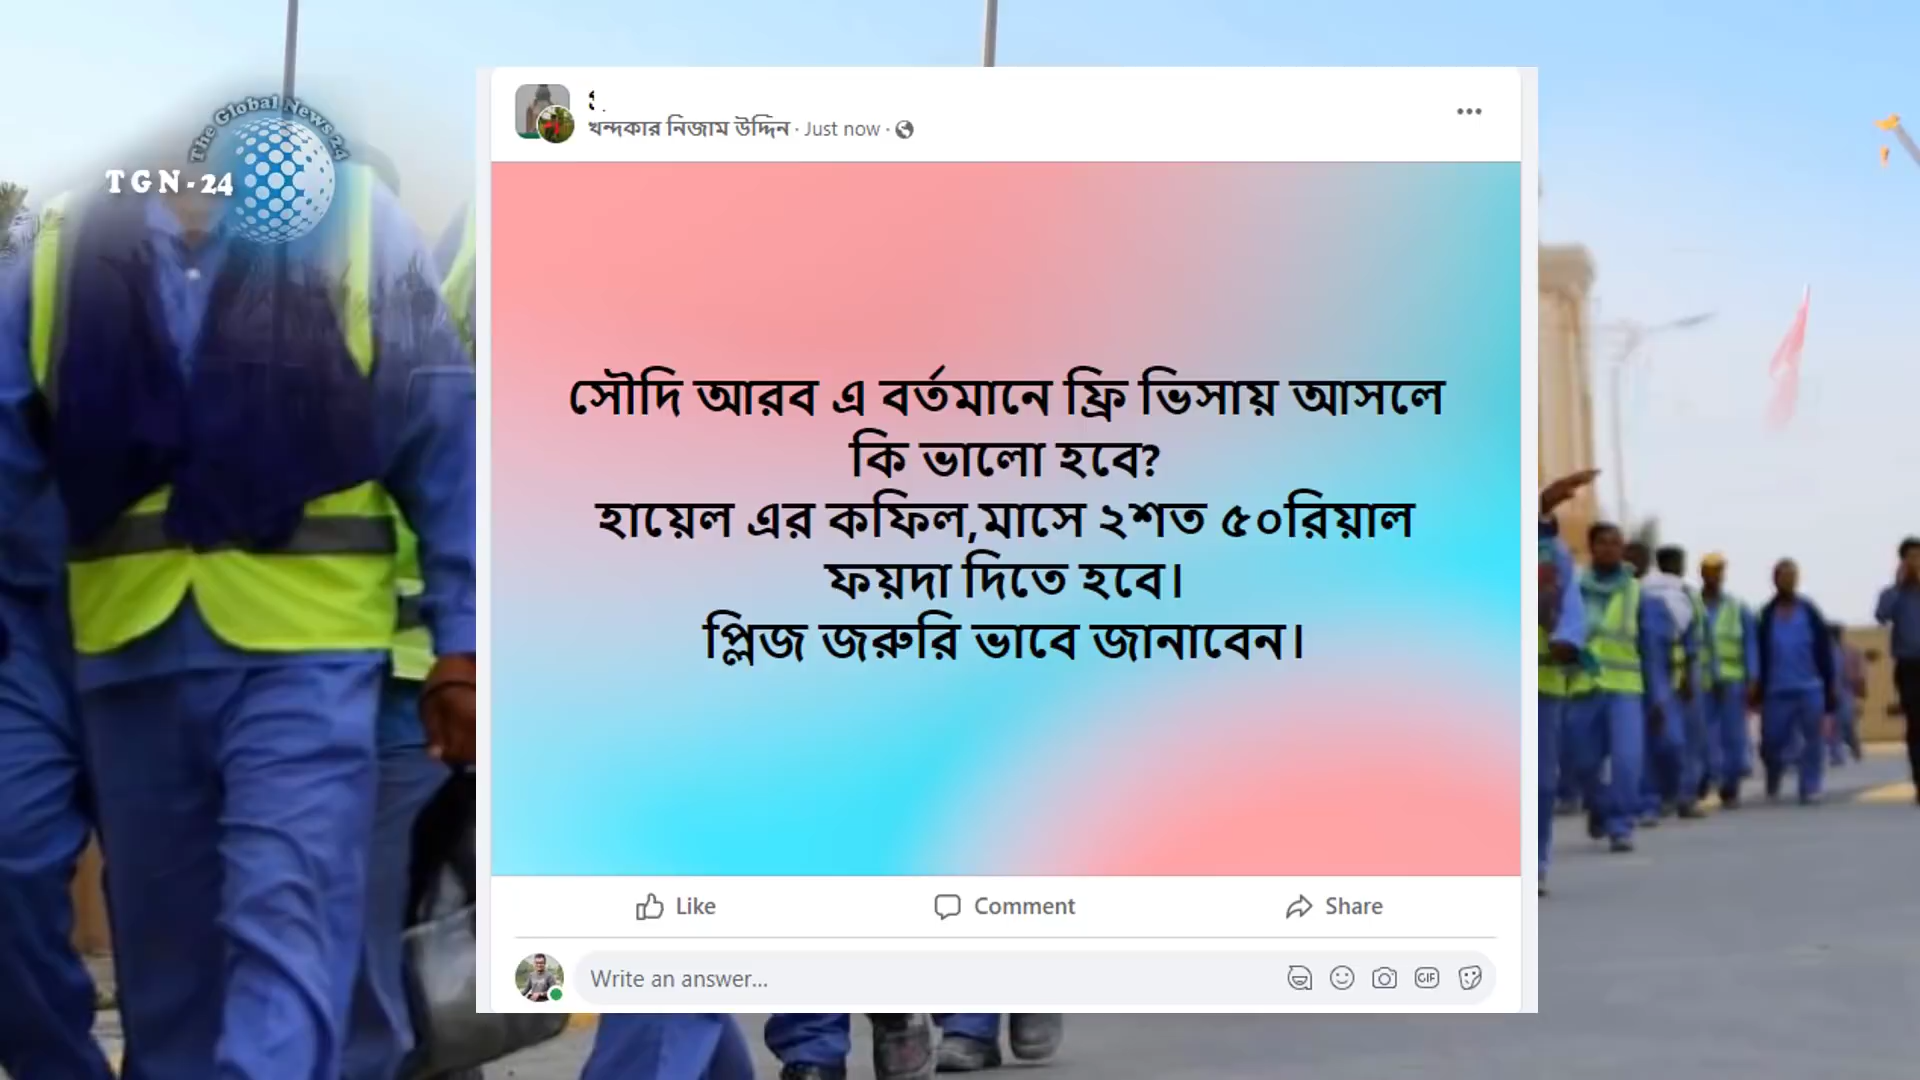 The Global News 24
TGN-24
খন্দকার নিজাম উদ্দিন · Just now ·
সৌদি আরব এ বর্তমানে ফ্রি ভিসায় আসলে
কি ভালো হবে?
হায়েল এর কফিল,মাসে ২শত ৫০রিয়াল
ফয়দা দিতে হবে।
প্লিজ জরুরি ভাবে জানাবেন।
Like
Comment
Share
Write an answer...
GIF